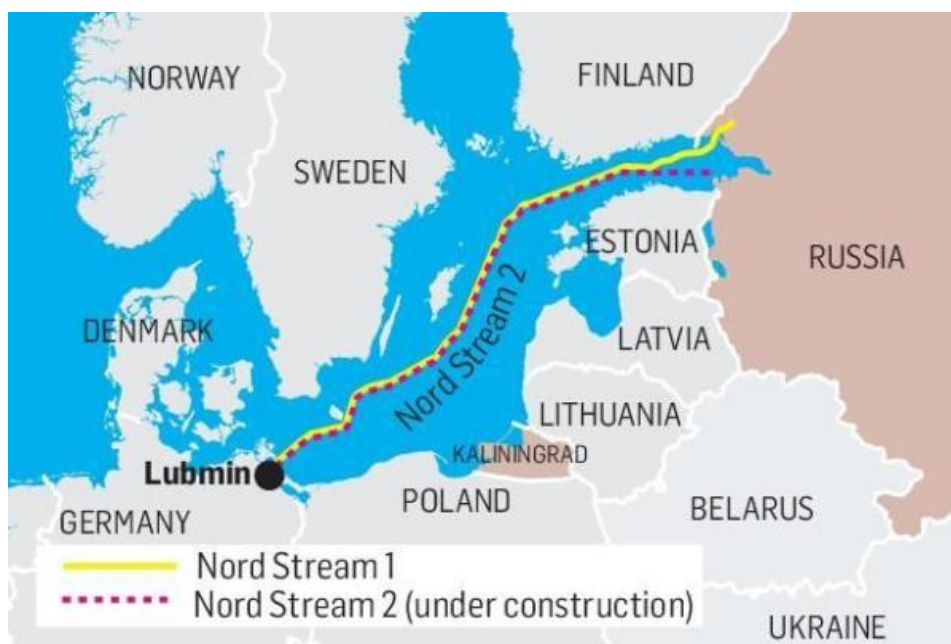 NORWAY
FINLAND
SWEDEN
ESTONIA
RUSSIA
DENMARK
Nord Stream 2
LATVIA
LITHUANIA
KALININGRAD
Lubmin
POLAND
BELARUS
GERMANY
Nord Stream 1
Nord Stream 2 (under construction)
UKRAINE